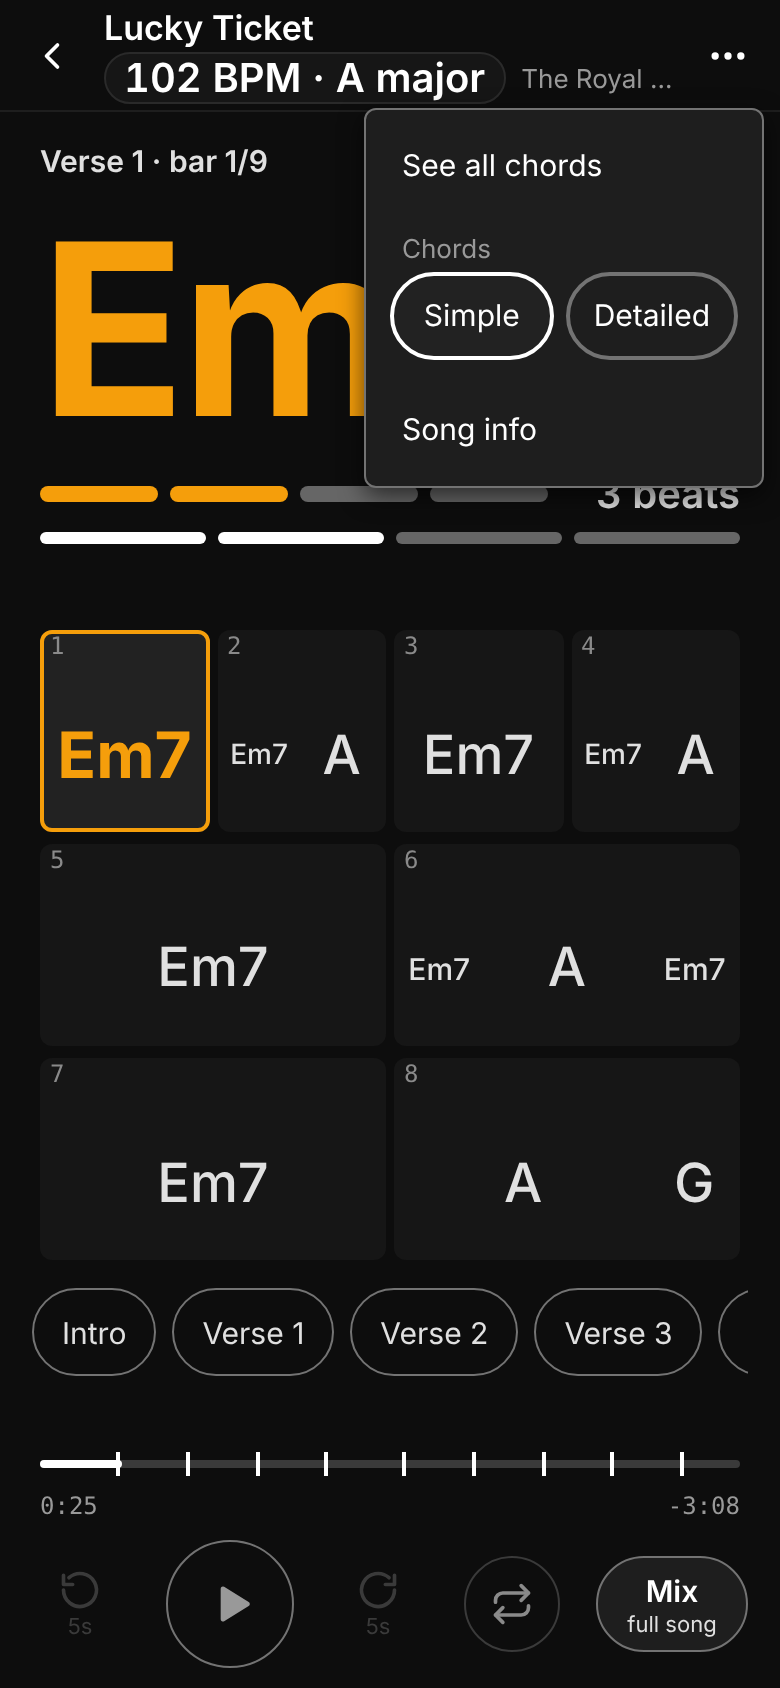 Lucky Ticket
102 BPM · A major The Royal ...
Verse 1 · bar 1/9
See all chords
Chords
Simple Detailed
Song info
Em
3 beats
1 2 3 4
Em7 Em7 A Em7 Em7 A
5 6
Em7 Em7 A Em7
7 8
Em7 A G
Intro Verse 1 Verse 2 Verse 3
0:25 -3:08
5s 5s Mix
full song